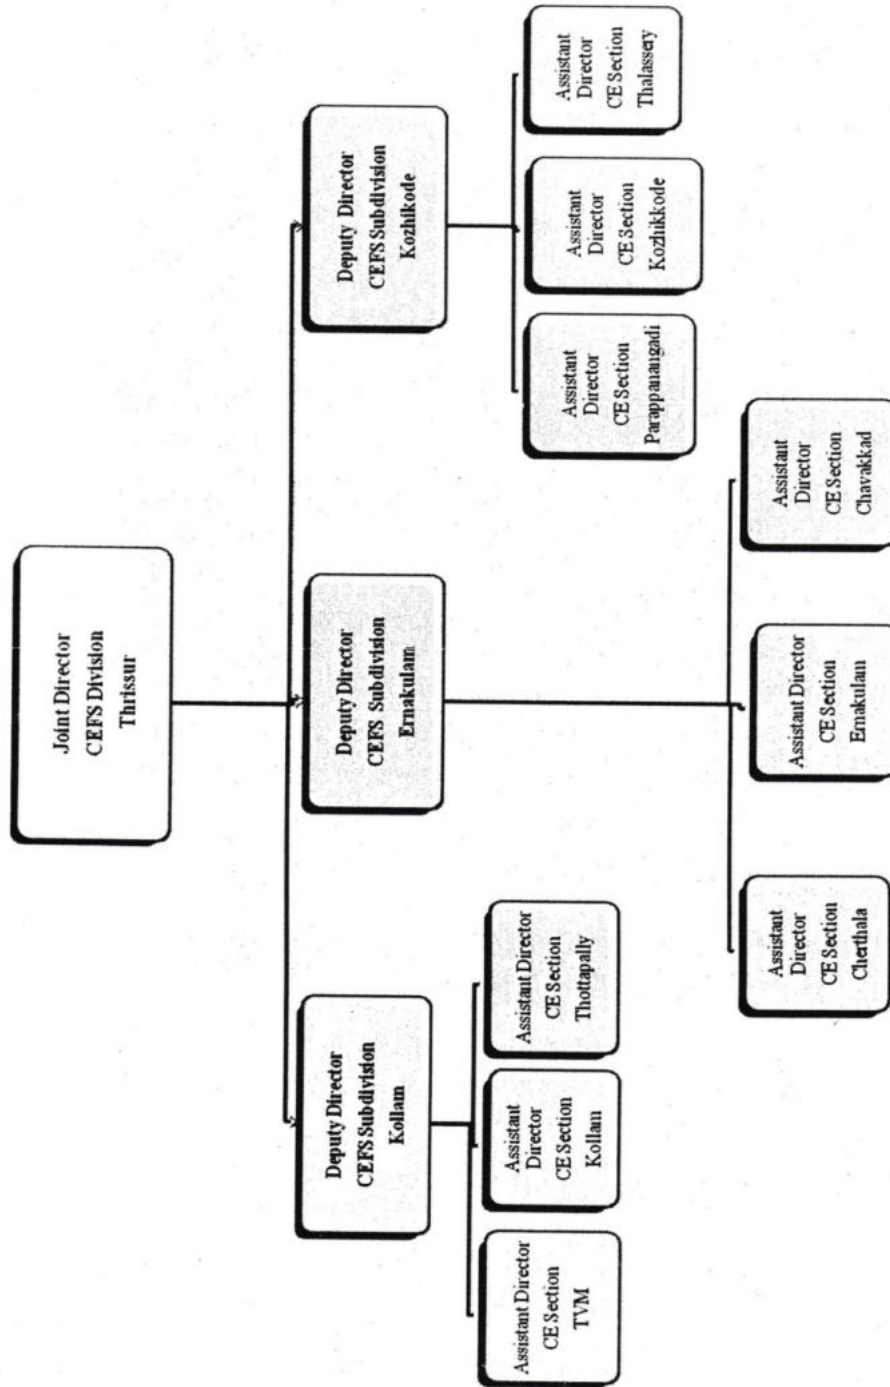 Joint Director
CEFS Division
Thrissur
Deputy Director
CEFS Subdivision
Kollam
Deputy Director
CEFS Subdivision
Ernakulam
Deputy Director
CEFS Subdivision
Kozhikode
Assistant Director
CE Section
TVM
Assistant
Director
CE Section
Kollam
Assistant Director
CE Section
Thottapally
Assistant
Director
CE Section
Cherthala
Assistant Director
CE Section
Ernakulam
Assistant
Director
CE Section
Chavakkad
Assistant
Director
CE Section
Parappanangadi
Assistant
Director
CE Section
Kozhikkode
Assistant
Director
CE Section
Thalassery